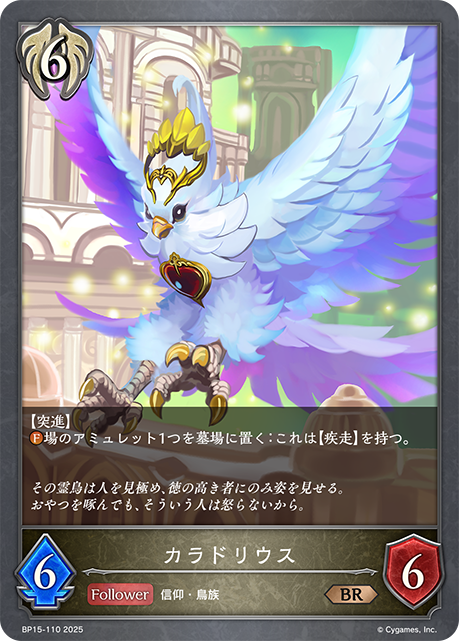 6
【突進】
F 場のアミュレット1つを墓場に置く：これは【疾走】を持つ。
その霊鳥は人を見極め、徳の高き者にのみ姿を見せる。
おやつを啄んでも、そういう人は怒らないから。
カラドリウス
6
Follower 信仰・鳥族
BR
6
BP15-110 2025
© Cygames, Inc.